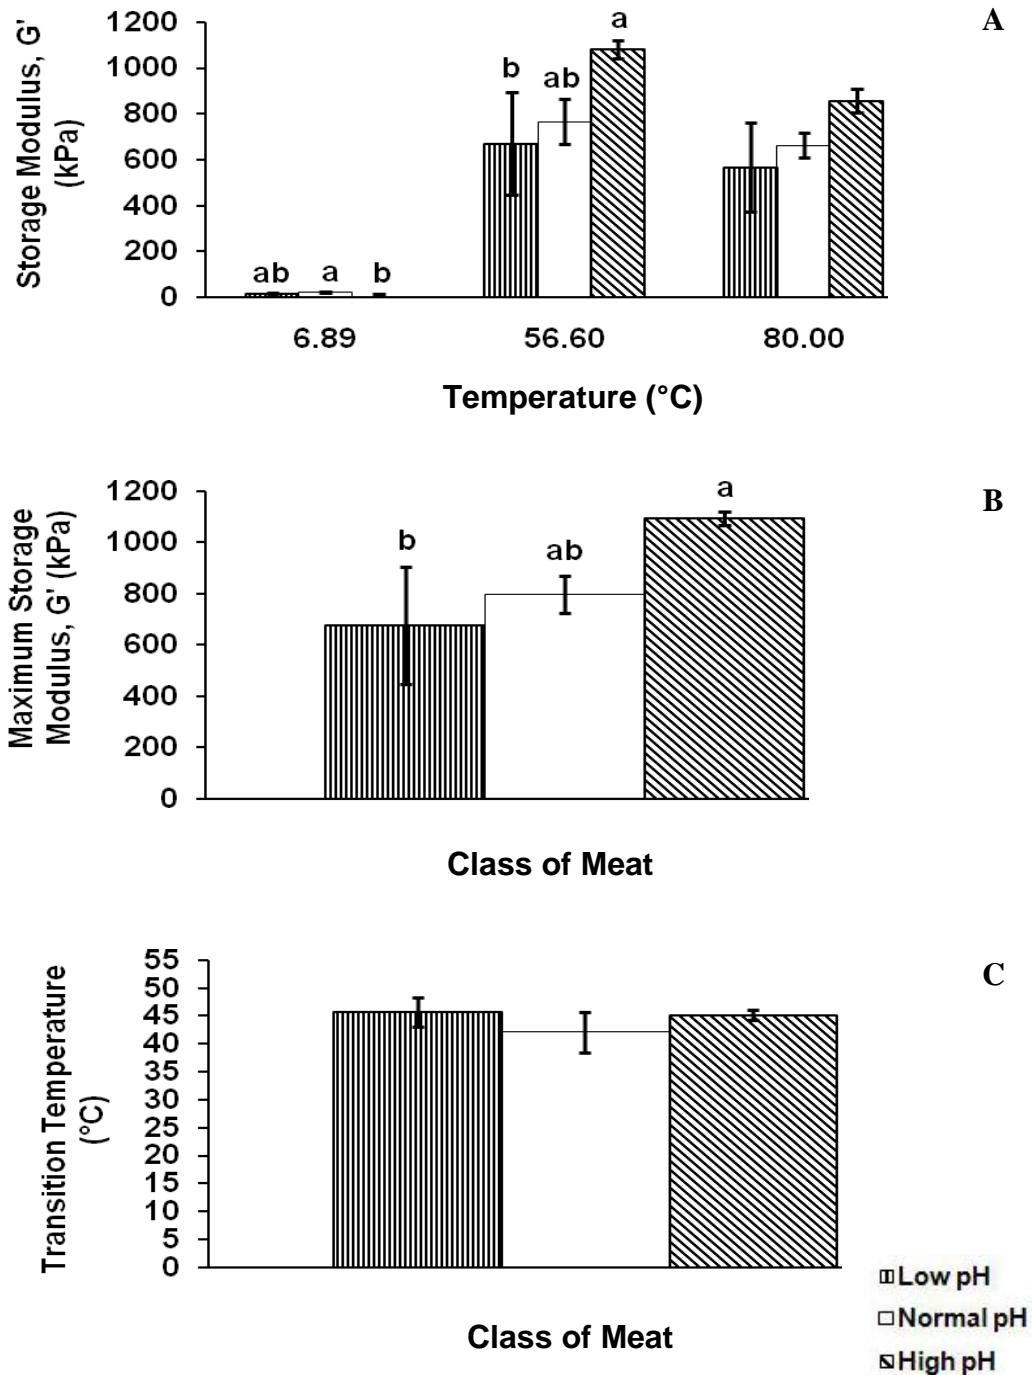 A
Storage Modulus, G'
(kPa)
1200
1000
800
600
400
200
0
ab
a
b
b
ab
a
6.89
56.60
80.00
Temperature (°C)
B
Maximum Storage
Modulus, G' (kPa)
1200
1000
800
600
400
200
0
b
ab
a
Class of Meat
C
Transition Temperature
(°C)
55
50
45
40
35
30
25
20
15
10
5
0
Class of Meat
Low pH
Normal pH
High pH